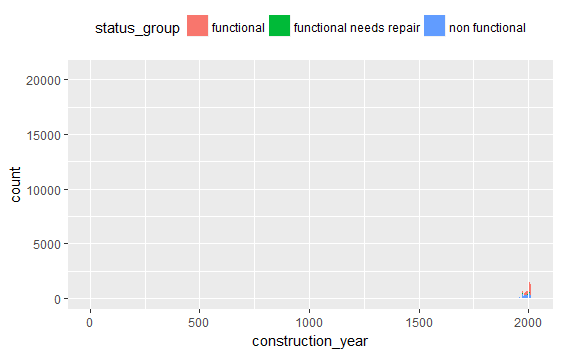 status_group functional functional needs repair non functional
20000
15000
10000
5000
0
count
0 500 1000 1500 2000
construction_year